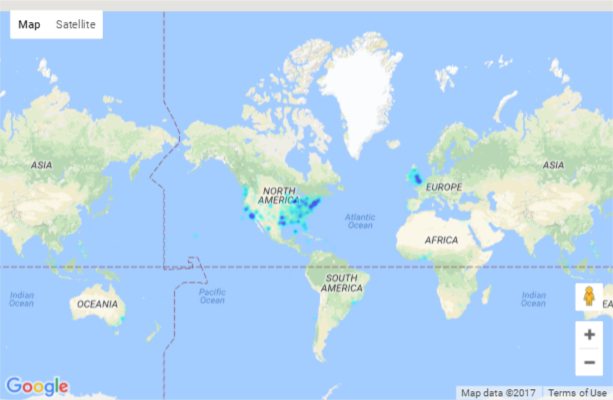 Map Satellite
ASIA
NORTH
AMERICA
EUROPE
ASIA
Atlantic
Ocean
AFRICA
SOUTH
AMERICA
Indian
Ocean
OCEANIA
Pacific
Ocean
Indian
Ocean
EA
+
−
Google
Map data ©2017 Terms of Use